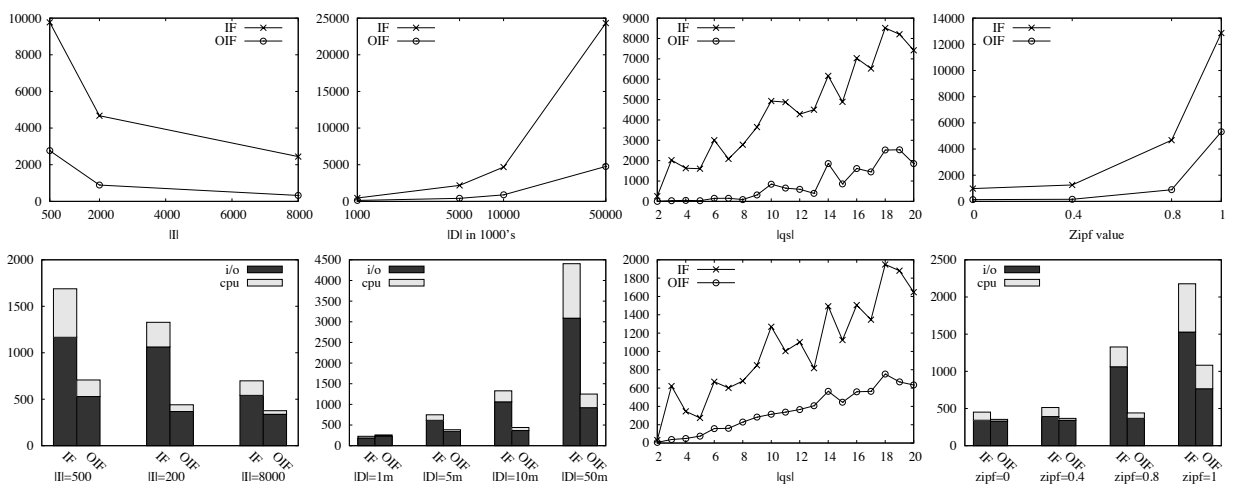 10000
8000
6000
4000
2000
0
IF
OIF
500 2000 4000 6000 8000
|I|
25000
20000
15000
10000
5000
0
IF
OIF
1000 5000 10000 50000
|D| in 1000's
9000
8000
7000
6000
5000
4000
3000
2000
1000
0
IF
OIF
2 4 6 8 10 12 14 16 18 20
|qs|
14000
12000
10000
8000
6000
4000
2000
0
IF
OIF
0 0.4 0.8 1
Zipf value
2000
1500
1000
500
0
i/o
cpu
IF OIF IF OIF IF OIF
|I|=500 |I|=200 |I|=8000
4500
4000
3500
3000
2500
2000
1500
1000
500
0
i/o
cpu
IF OIF IF OIF IF OIF IF OIF
|D|=1m |D|=5m |D|=10m |D|=50m
2000
1800
1600
1400
1200
1000
800
600
400
200
0
IF
OIF
2 4 6 8 10 12 14 16 18 20
|qs|
2500
2000
1500
1000
500
0
i/o
cpu
IF OIF IF OIF IF OIF IF OIF
zipf=0 zipf=0.4 zipf=0.8 zipf=1